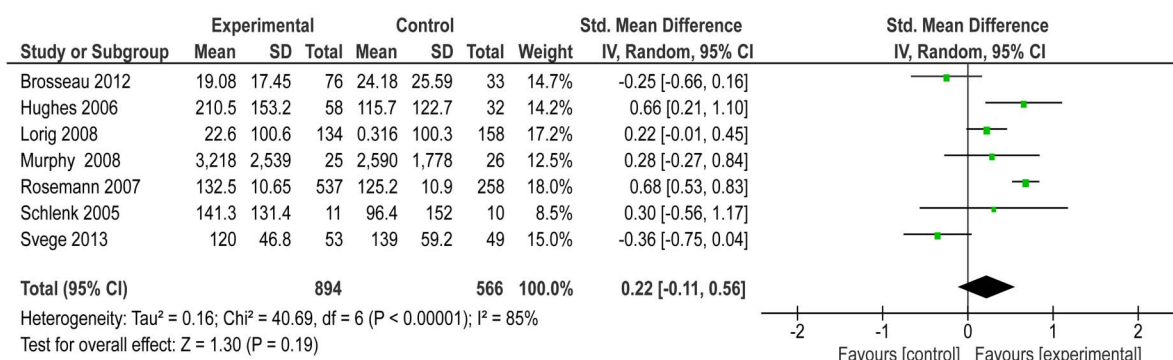 Experimental Control Std. Mean Difference Std. Mean Difference
Study or Subgroup Mean SD Total Mean SD Total Weight IV, Random, 95% CI IV, Random, 95% CI
Brosseau 2012 19.08 17.45 76 24.18 25.59 33 14.7% -0.25 [-0.66, 0.16]
Hughes 2006 210.5 153.2 58 115.7 122.7 32 14.2% 0.66 [0.21, 1.10]
Lorig 2008 22.6 100.6 134 0.316 100.3 158 17.2% 0.22 [-0.01, 0.45]
Murphy 2008 3,218 2,539 25 2,590 1,778 26 12.5% 0.28 [-0.27, 0.84]
Rosemann 2007 132.5 10.65 537 125.2 10.9 258 18.0% 0.68 [0.53, 0.83]
Schlenk 2005 141.3 131.4 11 96.4 152 10 8.5% 0.30 [-0.56, 1.17]
Svege 2013 120 46.8 53 139 59.2 49 15.0% -0.36 [-0.75, 0.04]
Total (95% CI) 894 566 100.0% 0.22 [-0.11, 0.56]
Heterogeneity: Tau² = 0.16; Chi² = 40.69, df = 6 (P < 0.00001); I² = 85%
Test for overall effect: Z = 1.30 (P = 0.19)
-2 -1 0 1 2
Favours [control] Favours [experimental]